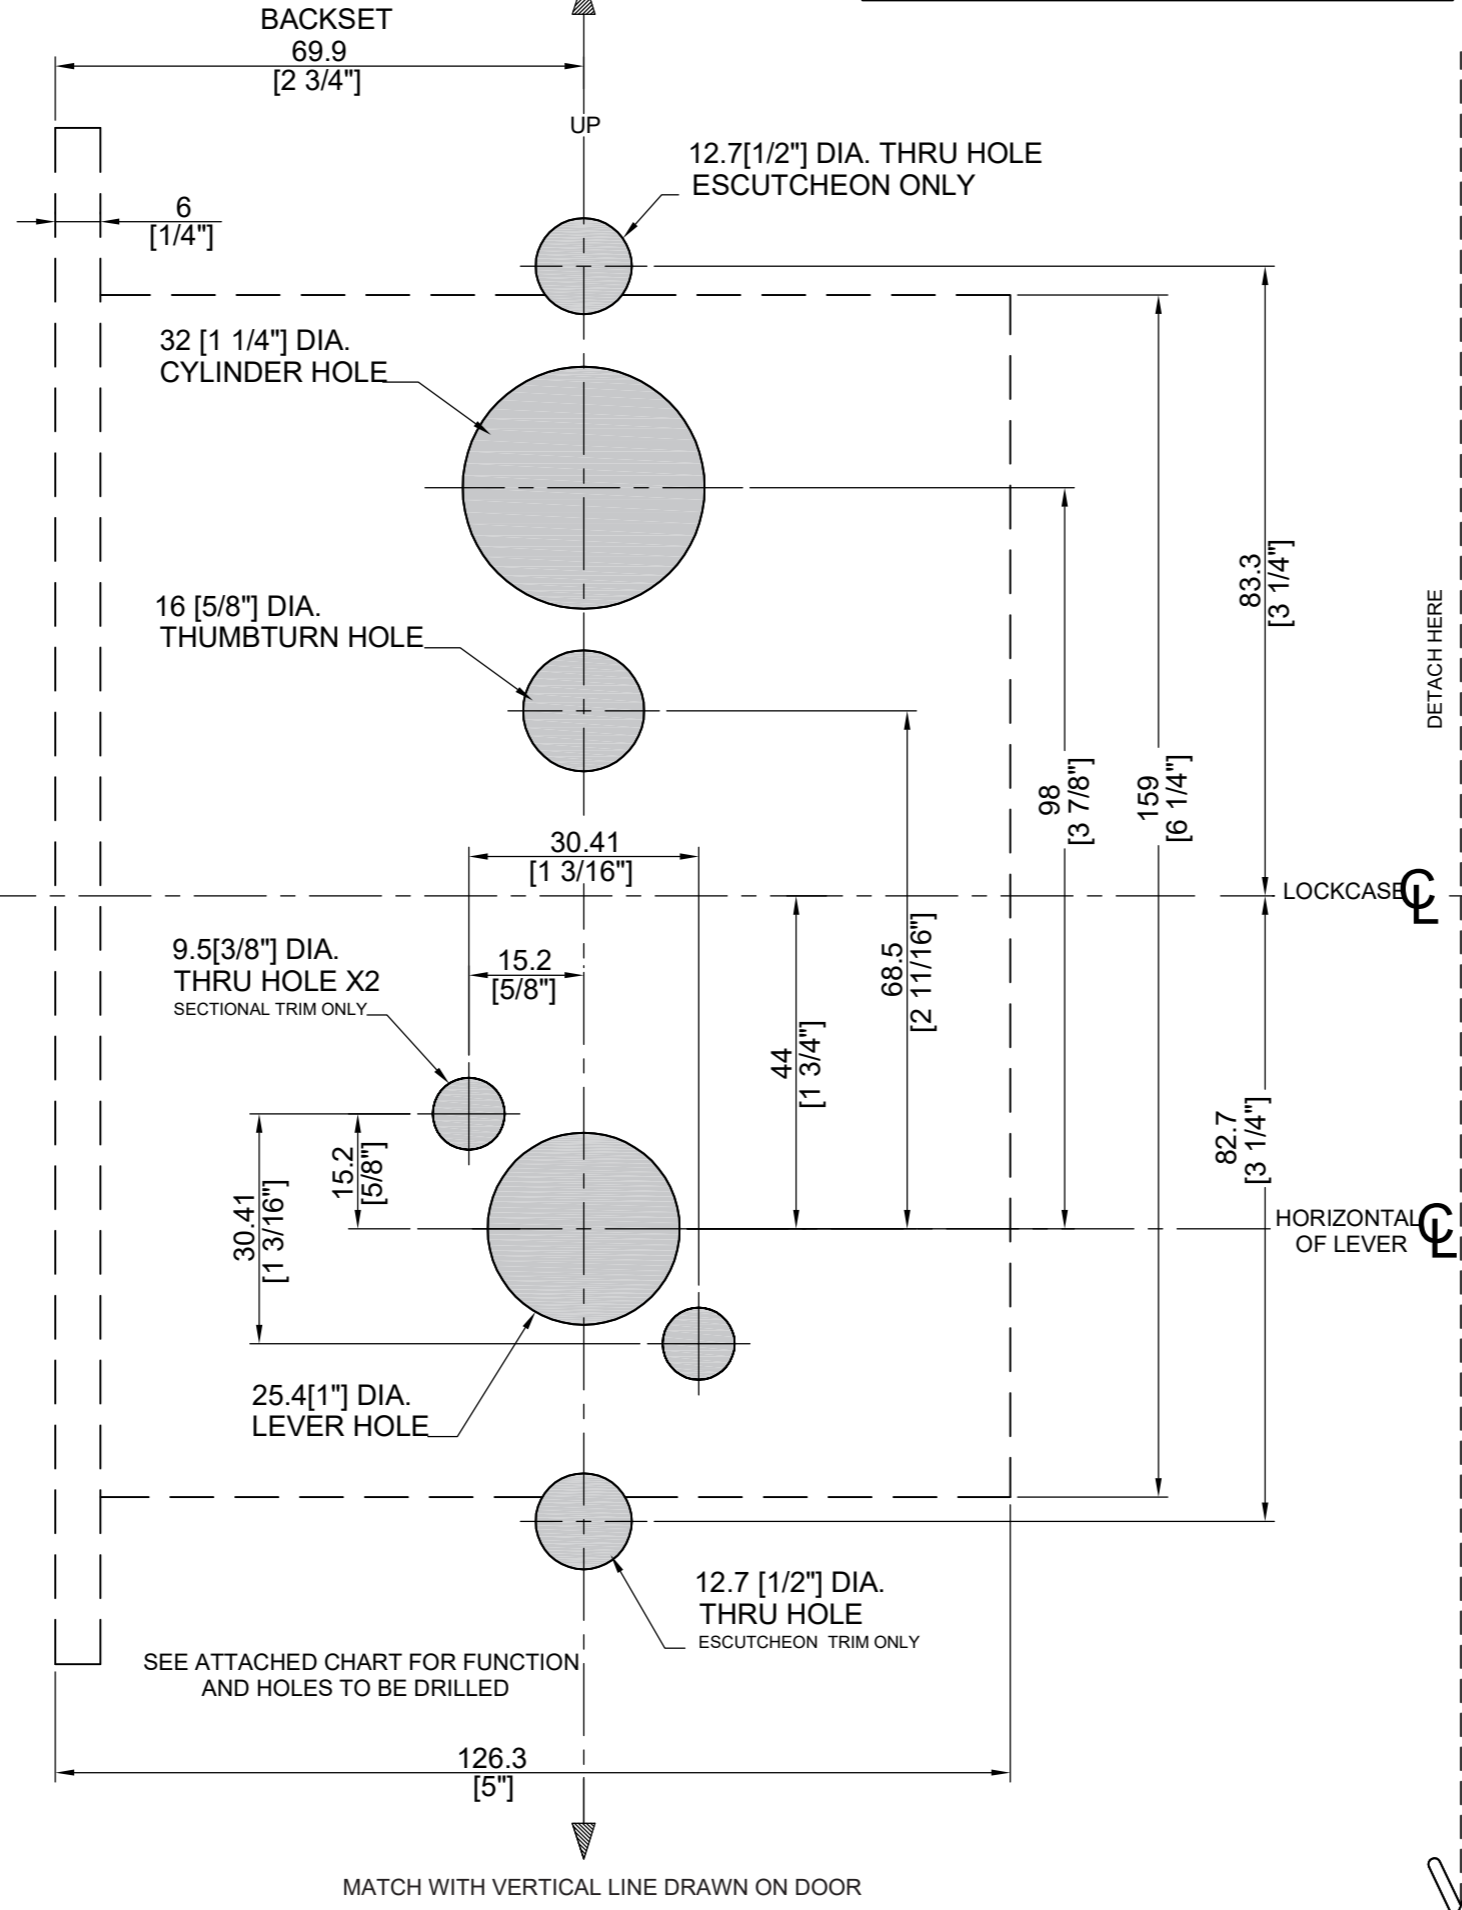 BACKSET
69.9
[2 3/4"]
UP
12.7[1/2"] DIA. THRU HOLE
ESCUTCHEON ONLY
6
[1/4"]
32 [1 1/4"] DIA.
CYLINDER HOLE
83.3
[3 1/4"]
16 [5/8"] DIA.
THUMBTURN HOLE
DETACH HERE
98
[3 7/8"]
159
[6 1/4"]
30.41
[1 3/16"]
LOCKCASE CL
9.5[3/8"] DIA.
THRU HOLE X2
SECTIONAL TRIM ONLY
15.2
[5/8"]
68.5
[2 11/16"]
44
[1 3/4"]
82.7
[3 1/4"]
15.2
[5/8"]
30.41
[1 3/16"]
HORIZONTAL CL
OF LEVER
25.4[1"] DIA.
LEVER HOLE
12.7 [1/2"] DIA.
THRU HOLE
ESCUTCHEON TRIM ONLY
SEE ATTACHED CHART FOR FUNCTION
AND HOLES TO BE DRILLED
126.3
[5"]
MATCH WITH VERTICAL LINE DRAWN ON DOOR